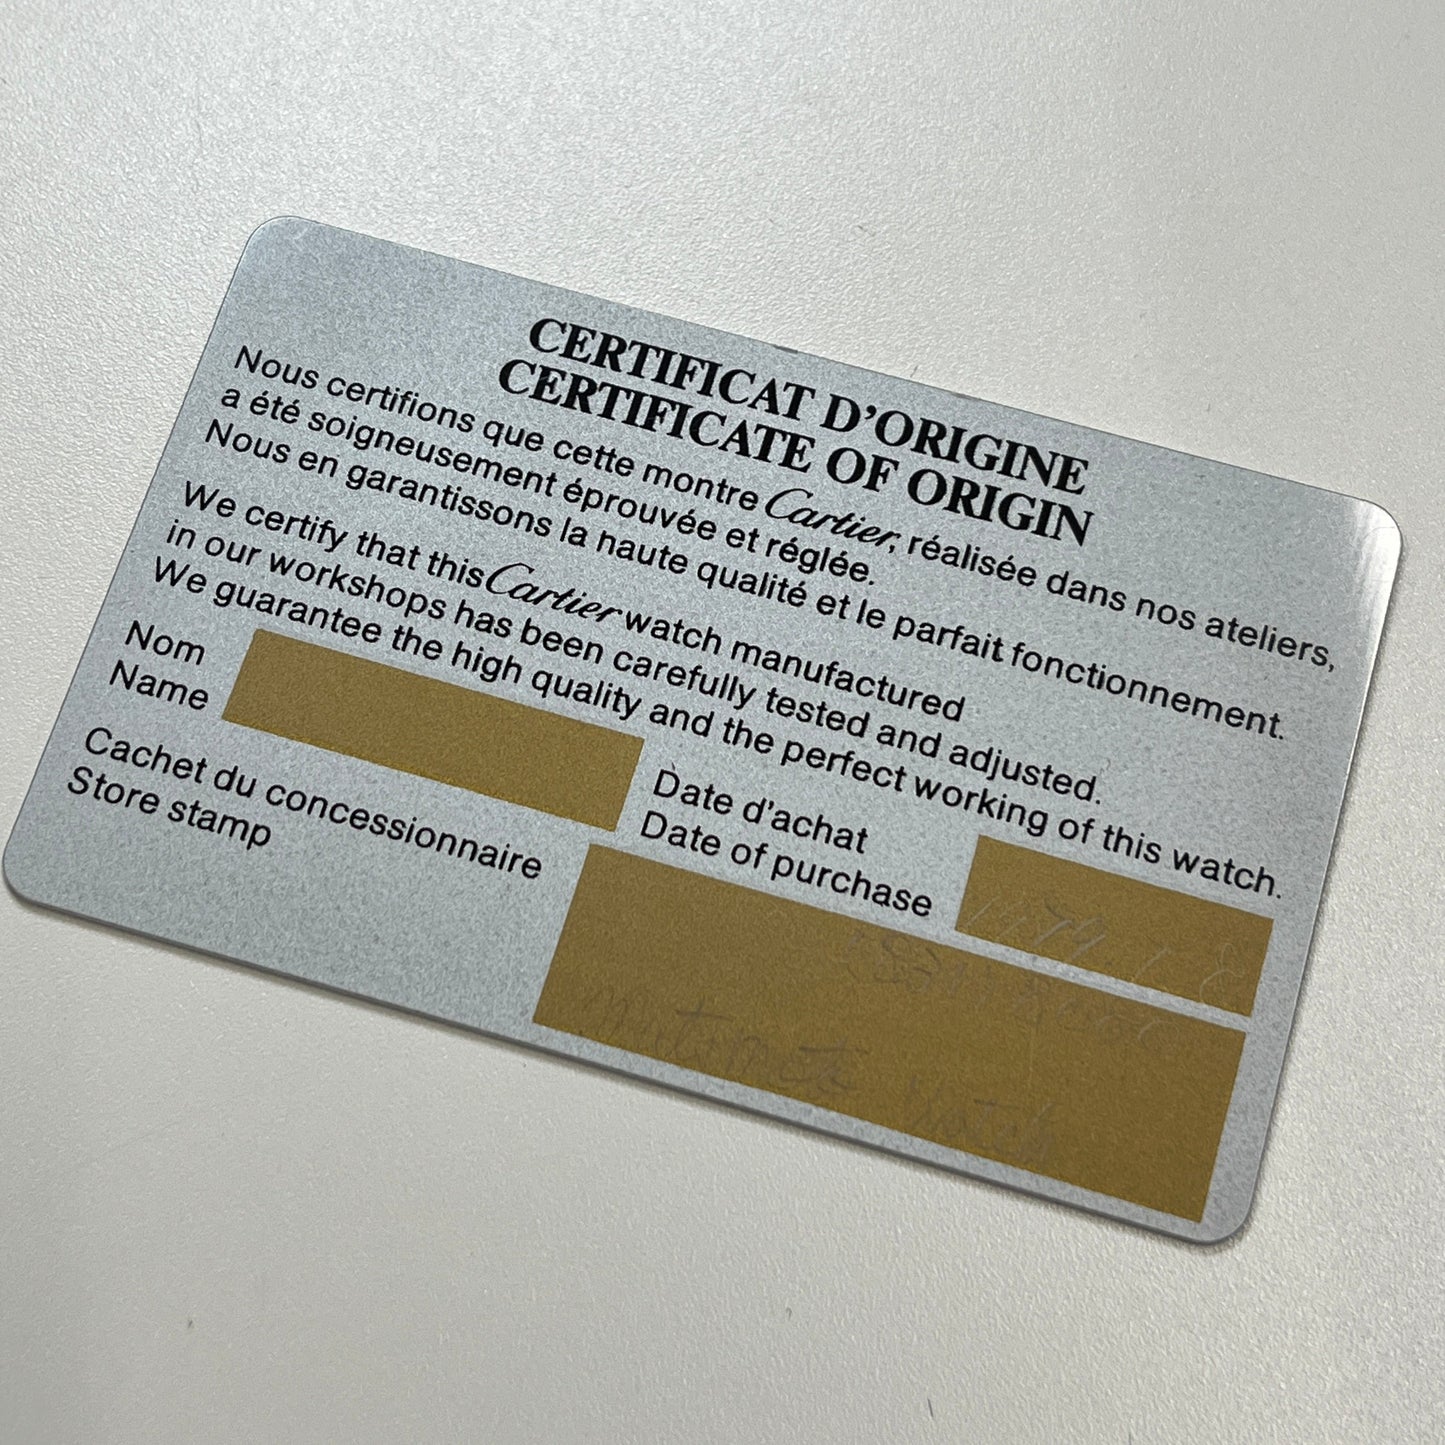 CERTIFICAT D'ORIGINE
CERTIFICATE OF ORIGIN
Nous certifions que cette montre Cartier, réalisée dans nos ateliers,
a été soigneusement éprouvée et réglée.
Nous en garantissons la haute qualité et le parfait fonctionnement.
We certify that this Cartier watch manufactured
in our workshops has been carefully tested and adjusted.
We guarantee the high quality and the perfect working of this watch.
Nom
Name
Date d'achat
Date of purchase
Cachet du concessionnaire
Store stamp
Watch